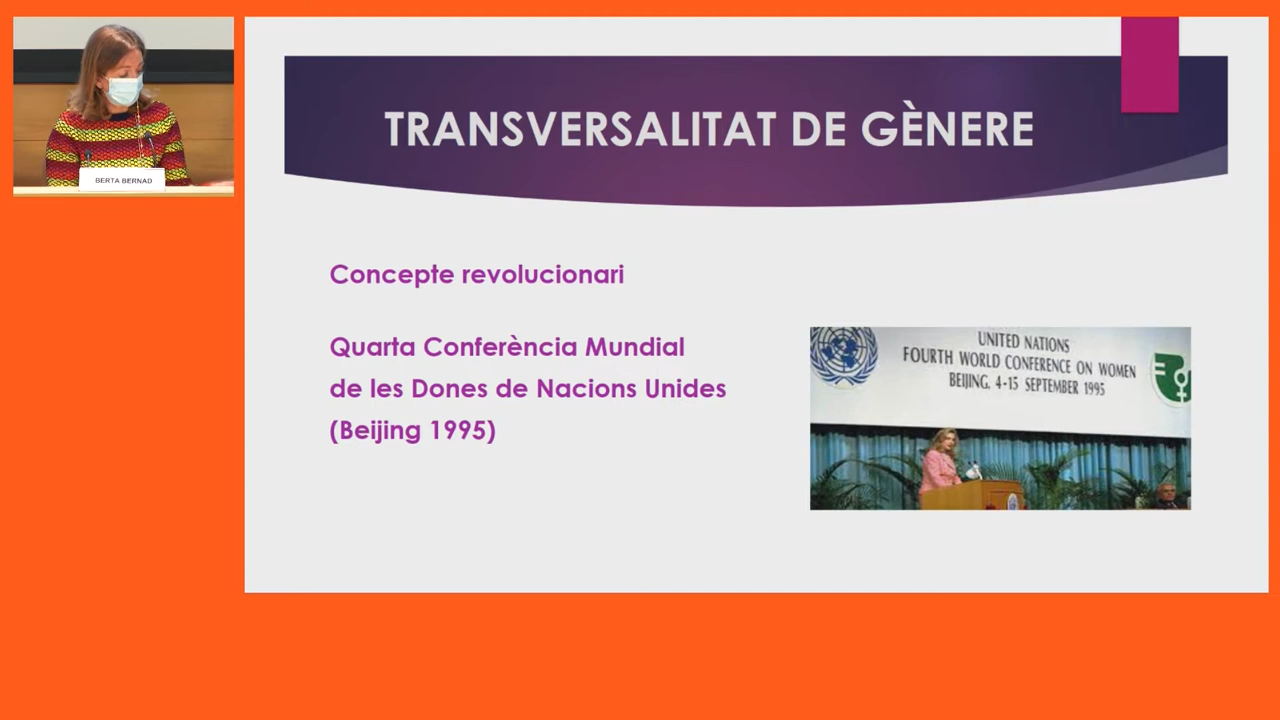 BERTA BERNAD
TRANSVERSALITAT DE GÈNERE
Concepte revolucionari
Quarta Conferència Mundial
de les Dones de Nacions Unides
(Beijing 1995)
UNITED NATIONS
FOURTH WORLD CONFERENCE ON WOMEN
BEIJING, 4-15 SEPTEMBER 1995